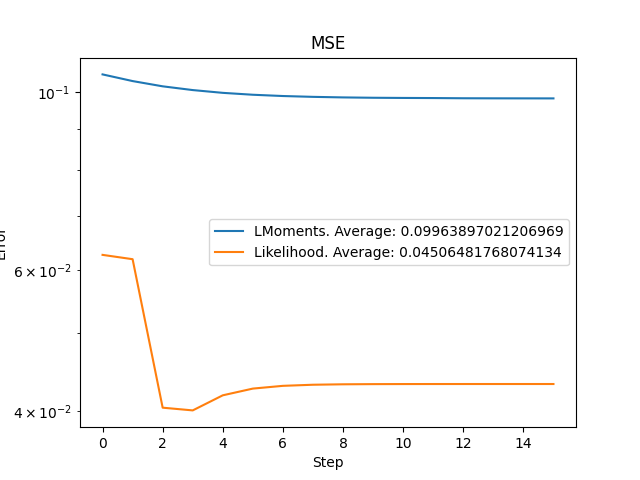 MSE
10⁻¹
6 × 10⁻²
4 × 10⁻²
Error
LMoments. Average: 0.09963897021206969
Likelihood. Average: 0.04506481768074134
0 2 4 6 8 10 12 14
Step